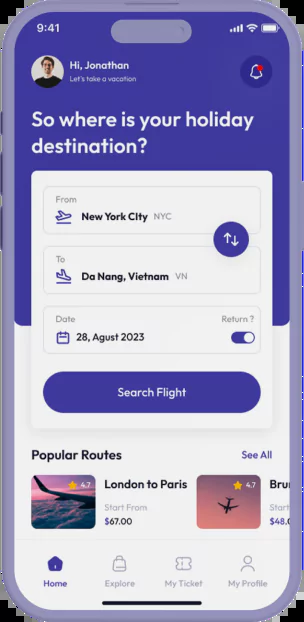 9:41
Hi, Jonathan
Let's take a vacation
So where is your holiday
destination?
From
New York CIty NYC
To
Da Nang, Vietnam VN
Date Return ?
28, Agust 2023
Search Flight
Popular Routes See All
4.7 London to Paris 4.7 Brun
Start From Start
$67.00 $48.0
Home Explore My Ticket My Profile